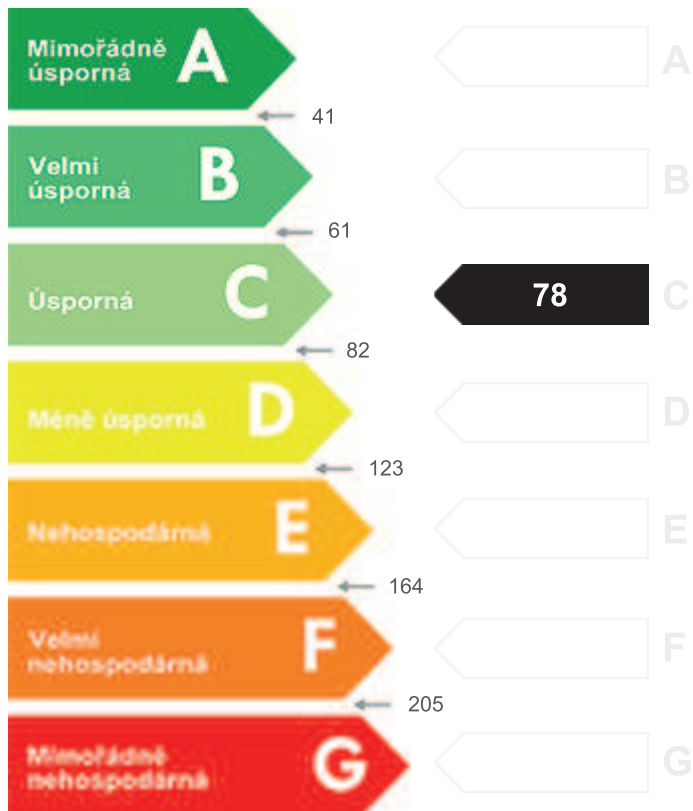 Mimořádně
úsporná
A
A
41
Velmi
úsporná
B
B
61
Úsporná
C
78
C
82
Méně úsporná
D
D
123
Nehospodárná
E
E
164
Velmi
nehospodárná
F
F
205
Mimořádně
nehospodárná
G
G